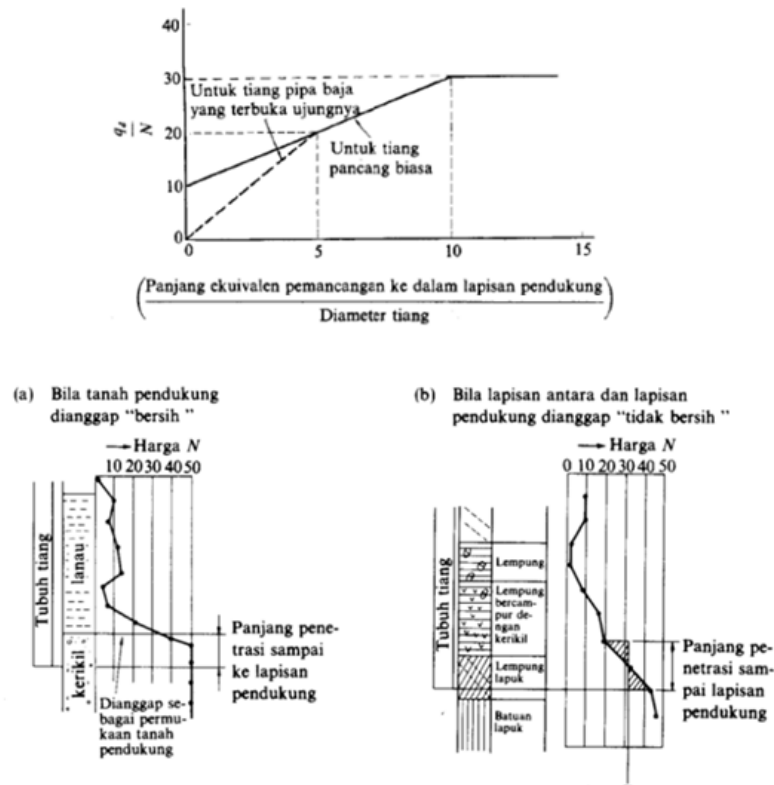 40
30
20
10
0
q_d
N
Untuk tiang pipa baja
yang terbuka ujungnya
Untuk tiang
pancang biasa
0 5 10 15
Panjang ekuivalen pemancangan ke dalam lapisan pendukung
Diameter tiang
(a) Bila tanah pendukung
dianggap "bersih"
Harga N
10 20 30 40 50
Tubuh tiang
lanau
kerikil
Panjang pene-
trasi sampai
ke lapisan
pendukung
Dianggap se-
bagai permu-
kaan tanah
pendukung
(b) Bila lapisan antara dan lapisan
pendukung dianggap "tidak bersih"
Harga N
0 10 20 30 40 50
Tubuh tiang
Lempung
Lempung
bercam-
pur de-
ngan
kerikil
Lempung
lapuk
Batuan
lapuk
Panjang pe-
netrasi sam-
pai lapisan
pendukung